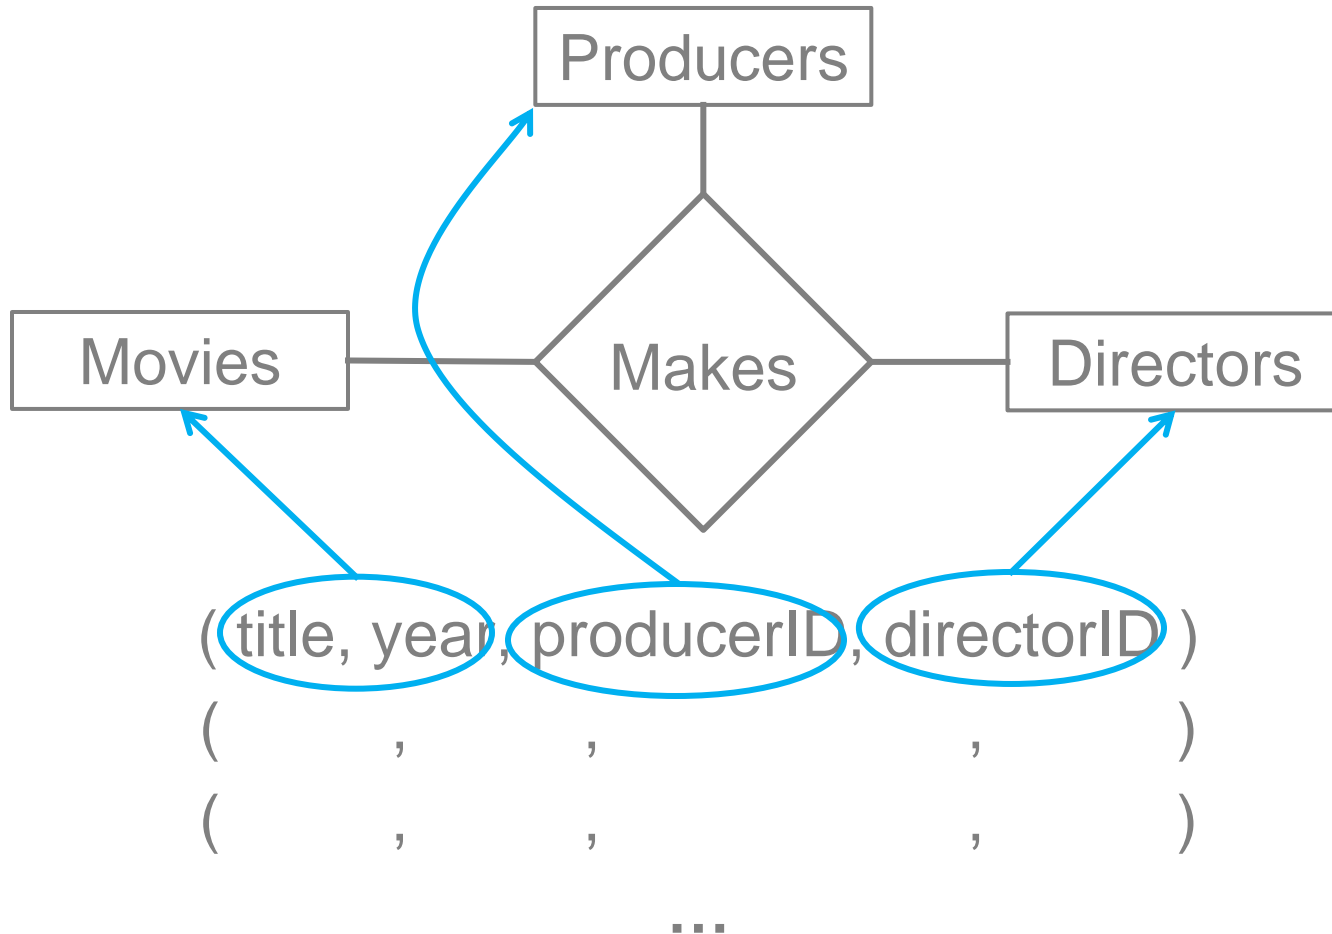 Producers
Movies
Makes
Directors
( title, year, producerID, directorID )
( , , , )
( , , , )
...